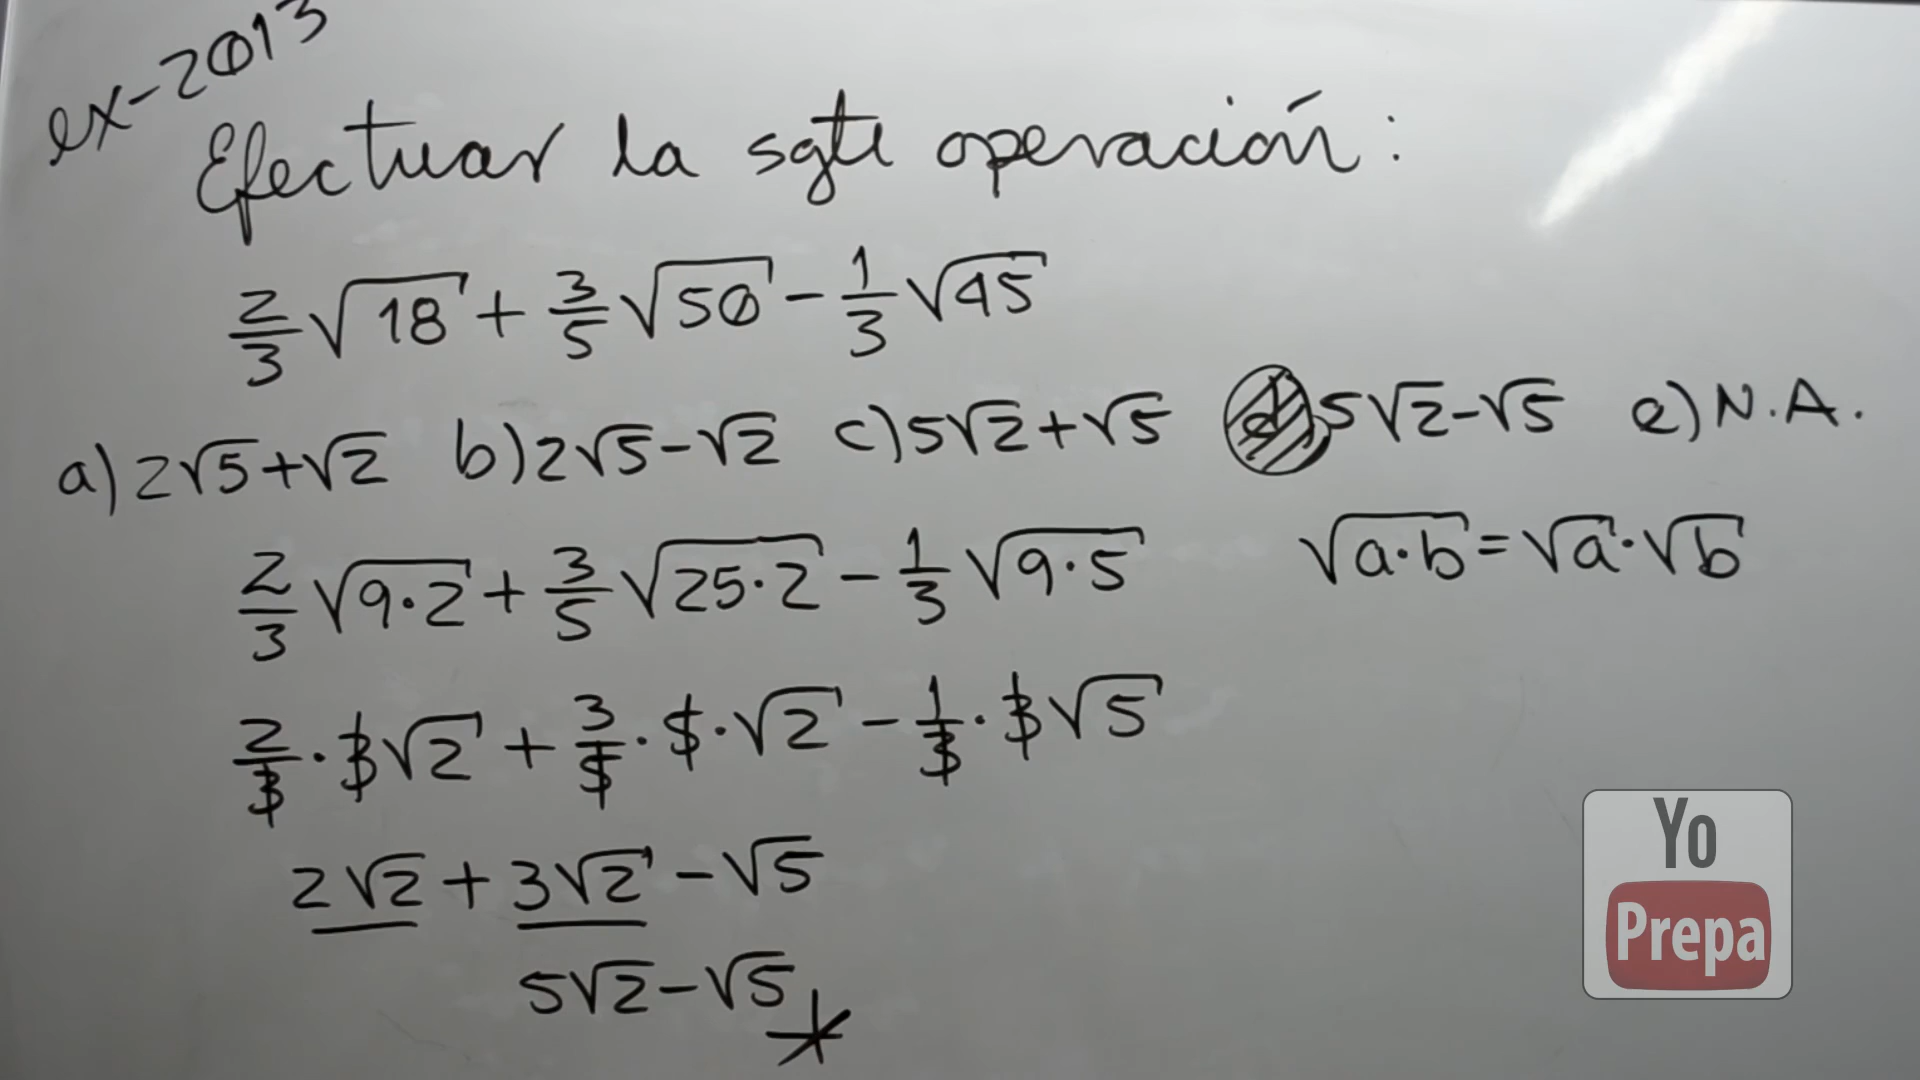 ex-2013
Efectuar la sgte operación:
2/3 √18 + 3/5 √50 - 1/3 √45
a) 2√5+√2 b) 2√5-√2 c) 5√2+√5 d) 5√2-√5 e) N.A.
2/3 √9·2 + 3/5 √25·2 - 1/3 √9·5 √a·b = √a·√b
2/3 · 3√2 + 3/5 · 5 · √2 - 1/3 · 3√5
2√2 + 3√2 - √5
5√2 - √5
Yo
Prepa